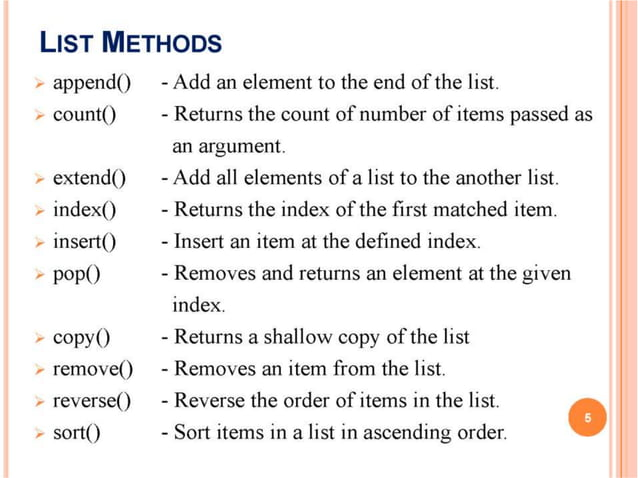 LIST METHODS
➢ append() - Add an element to the end of the list.
➢ count() - Returns the count of number of items passed as
an argument.
➢ extend() - Add all elements of a list to the another list.
➢ index() - Returns the index of the first matched item.
➢ insert() - Insert an item at the defined index.
➢ pop() - Removes and returns an element at the given
index.
➢ copy() - Returns a shallow copy of the list
➢ remove() - Removes an item from the list.
➢ reverse() - Reverse the order of items in the list.
➢ sort() - Sort items in a list in ascending order.
5